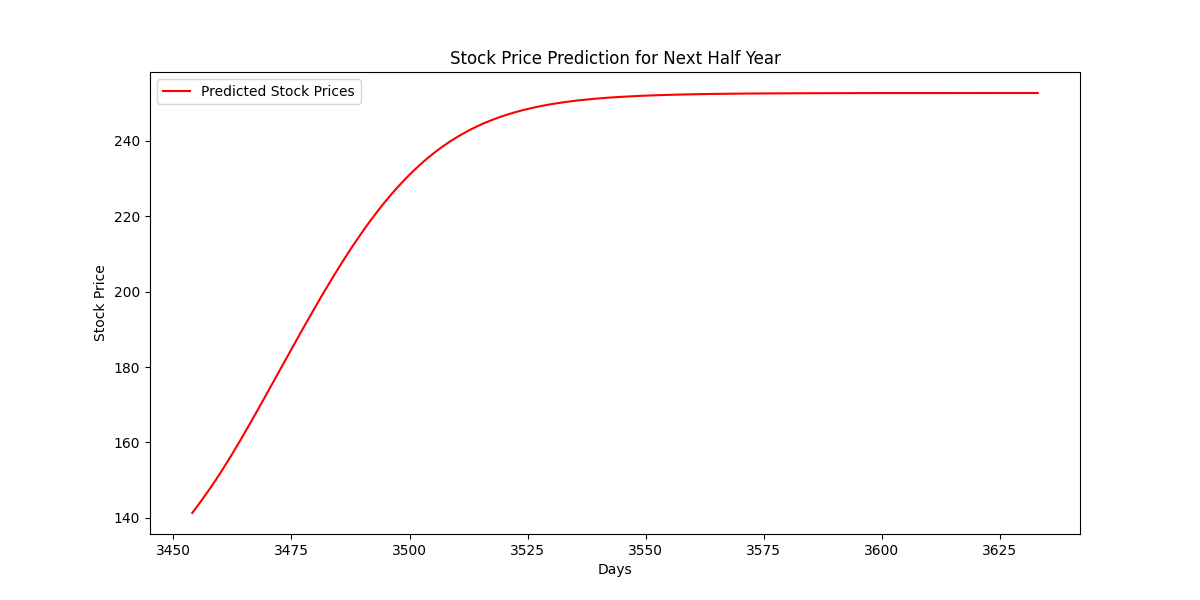 Stock Price Prediction for Next Half Year
Predicted Stock Prices
Stock Price
240
220
200
180
160
140
3450 3475 3500 3525 3550 3575 3600 3625
Days